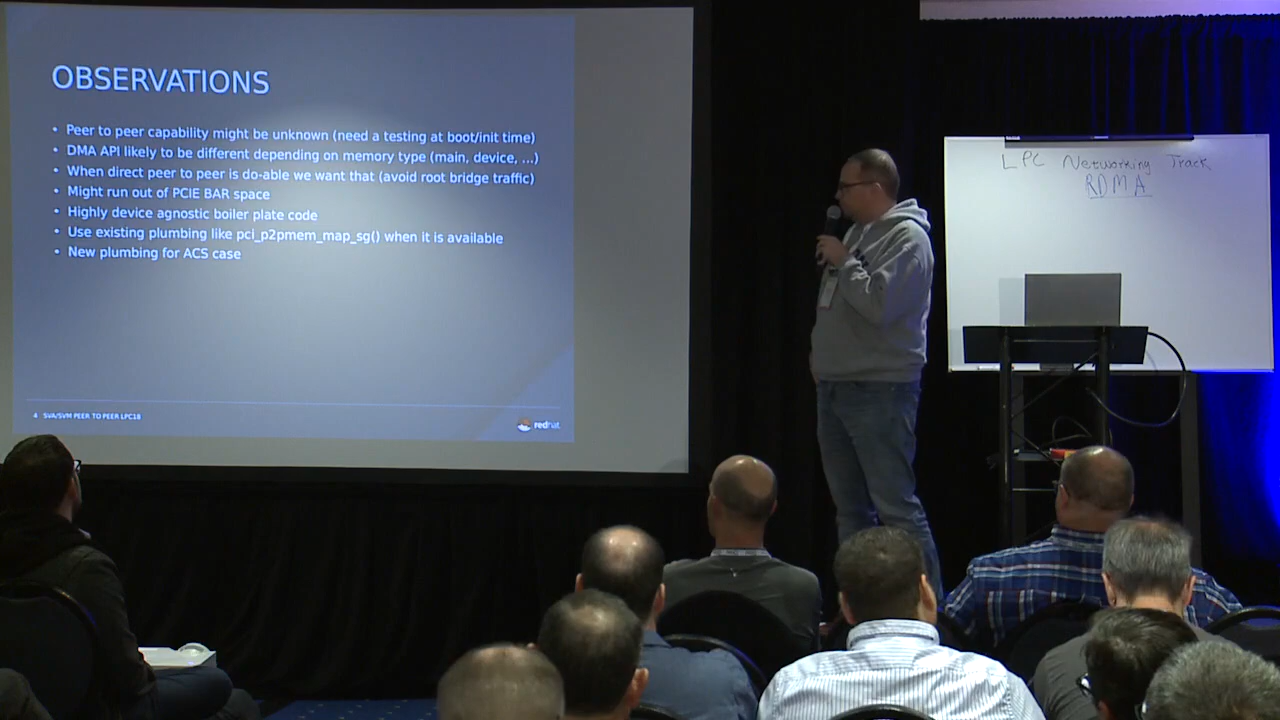 OBSERVATIONS
• Peer to peer capability might be unknown (need a testing at boot/init time)
• DMA API likely to be different depending on memory type (main, device, ...)
• When direct peer to peer is do-able we want that (avoid root bridge traffic)
• Might run out of PCIE BAR space
• Highly device agnostic boiler plate code
• Use existing plumbing like pci_p2pmem_map_sg() when it is available
• New plumbing for ACS case
4 SVA/SVM PEER TO PEER LPC18
redhat
LPC Networking Track
RDMA